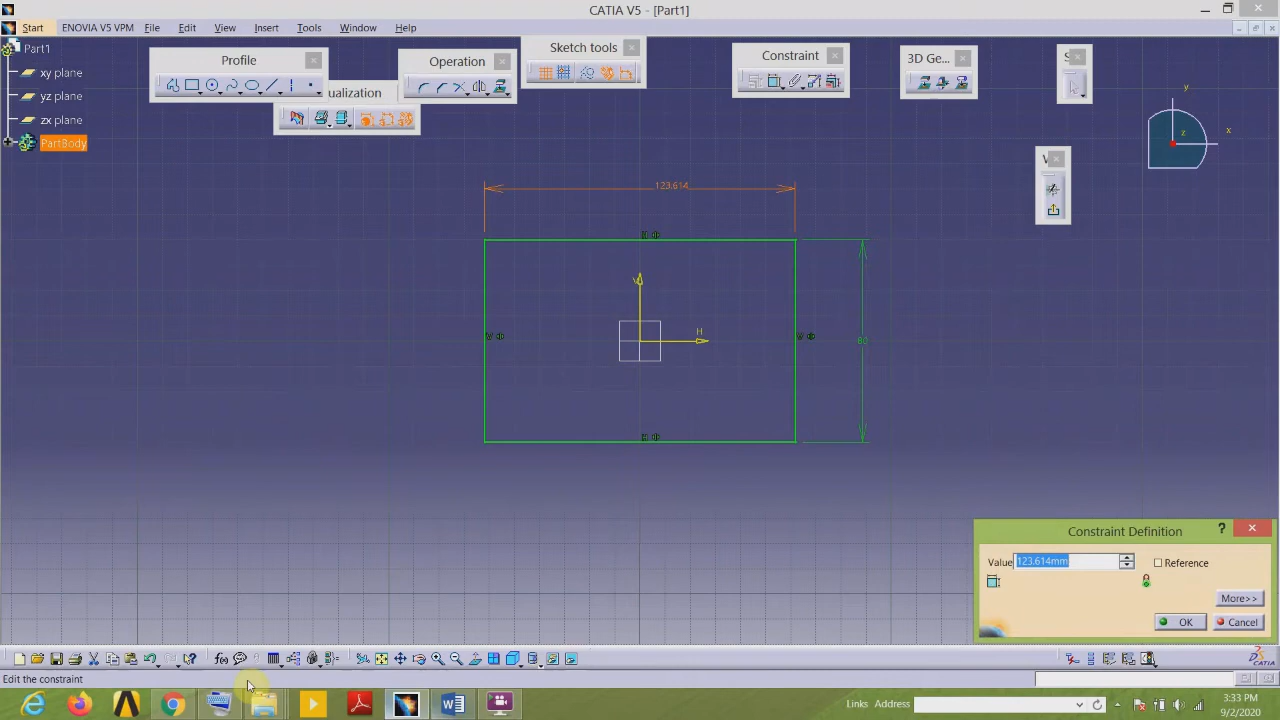 CATIA V5 - [Part1]
Start
ENOVIA V5 VPM
File
Edit
View
Insert
Tools
Window
Help
Part1
xy plane
yz plane
zx plane
PartBody
Profile
ualization
Operation
Sketch tools
Constraint
3D Ge...
V
y
x
z
123.614
H
V
H
V
V
80
H
Constraint Definition
?
Value
123.614mm
Reference
More>>
OK
Cancel
Edit the constraint
f(x)
CATIA
Links
Address
3:33 PM
9/2/2020